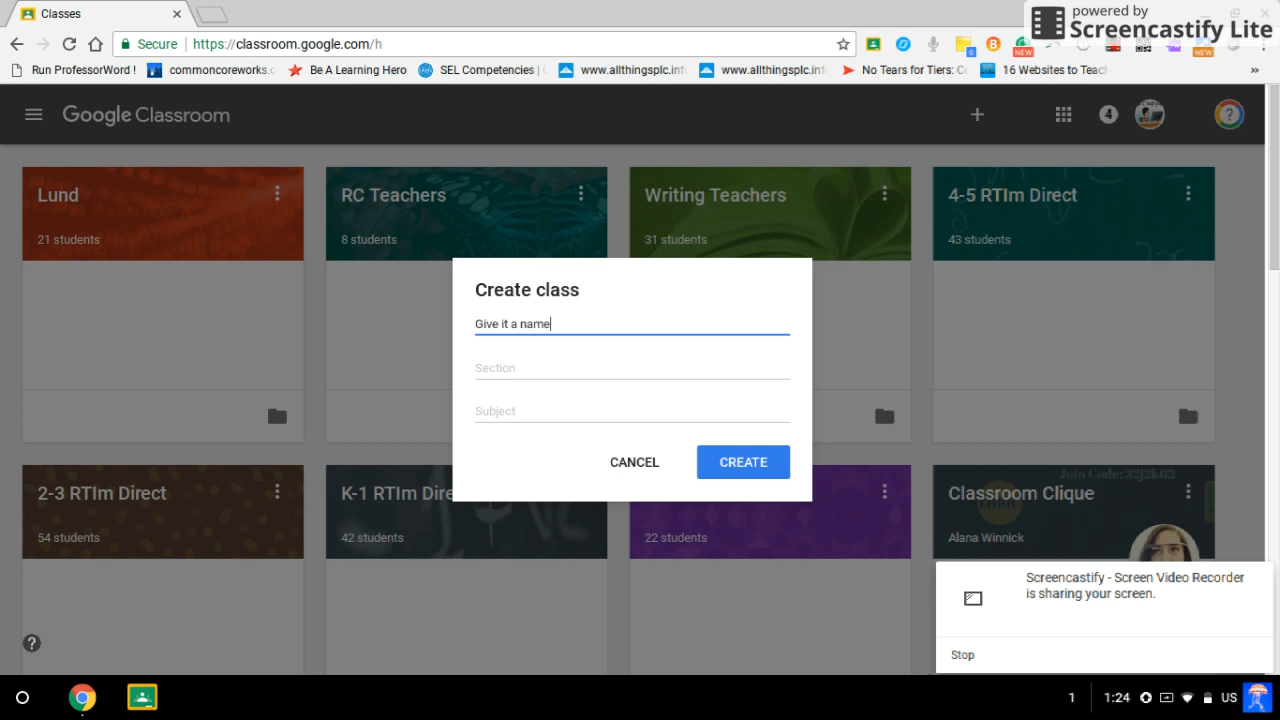 Classes
powered by
Screencastify Lite
Secure
https://classroom.google.com/h
0
NEW
NEW
Run ProfessorWord !
commoncoreworks.c
Be A Learning Hero
SEL Competencies |
www.allthingsplc.inf
www.allthingsplc.inf
No Tears for Tiers: C
16 Websites to Teac
»
Google Classroom
4
?
Lund
21 students
RC Teachers
8 students
Writing Teachers
31 students
4-5 RTIm Direct
43 students
Create class
Give it a name
Section
Subject
CANCEL
CREATE
2-3 RTIm Direct
54 students
K-1 RTIm Dire
42 students
22 students
Classroom Clique
Alana Winnick
Screencastify - Screen Video Recorder
is sharing your screen.
Stop
?
1
1:24
US